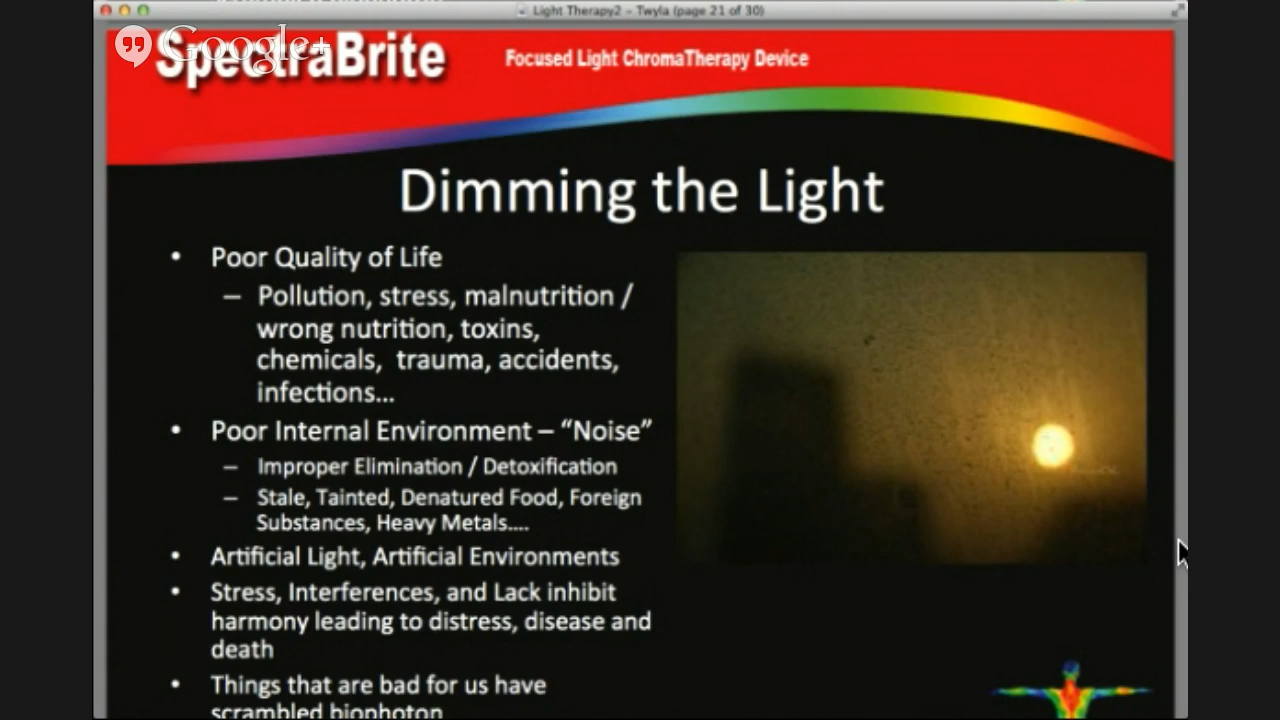 Light Therapy2 – Twyla (page 21 of 30)
Google+
SpectraBrite
Focused Light ChromaTherapy Device
Dimming the Light
• Poor Quality of Life
– Pollution, stress, malnutrition /
wrong nutrition, toxins,
chemicals, trauma, accidents,
infections...
• Poor Internal Environment – “Noise”
– Improper Elimination / Detoxification
– Stale, Tainted, Denatured Food, Foreign
Substances, Heavy Metals....
• Artificial Light, Artificial Environments
• Stress, Interferences, and Lack inhibit
harmony leading to distress, disease and
death
• Things that are bad for us have
scrambled biophoton